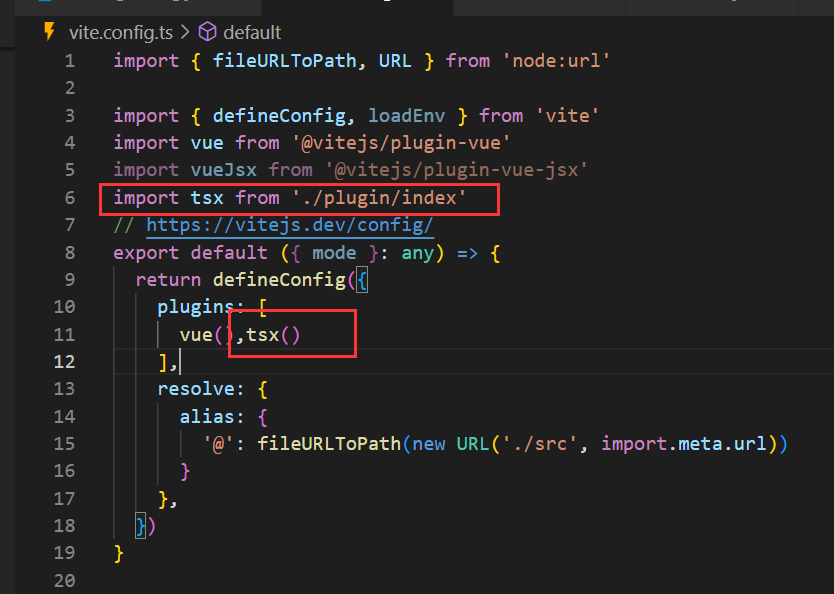 vite.config.ts > default
1 import { fileURLToPath, URL } from 'node:url'
2
3 import { defineConfig, loadEnv } from 'vite'
4 import vue from '@vitejs/plugin-vue'
5 import vueJsx from '@vitejs/plugin-vue-jsx'
6 import tsx from './plugin/index'
7 // https://vitejs.dev/config/
8 export default ({ mode }: any) => {
9   return defineConfig({
10     plugins: [
11       vue(),tsx()
12     ],
13     resolve: {
14       alias: {
15         '@': fileURLToPath(new URL('./src', import.meta.url))
16       }
17     },
18   })
19 }
20